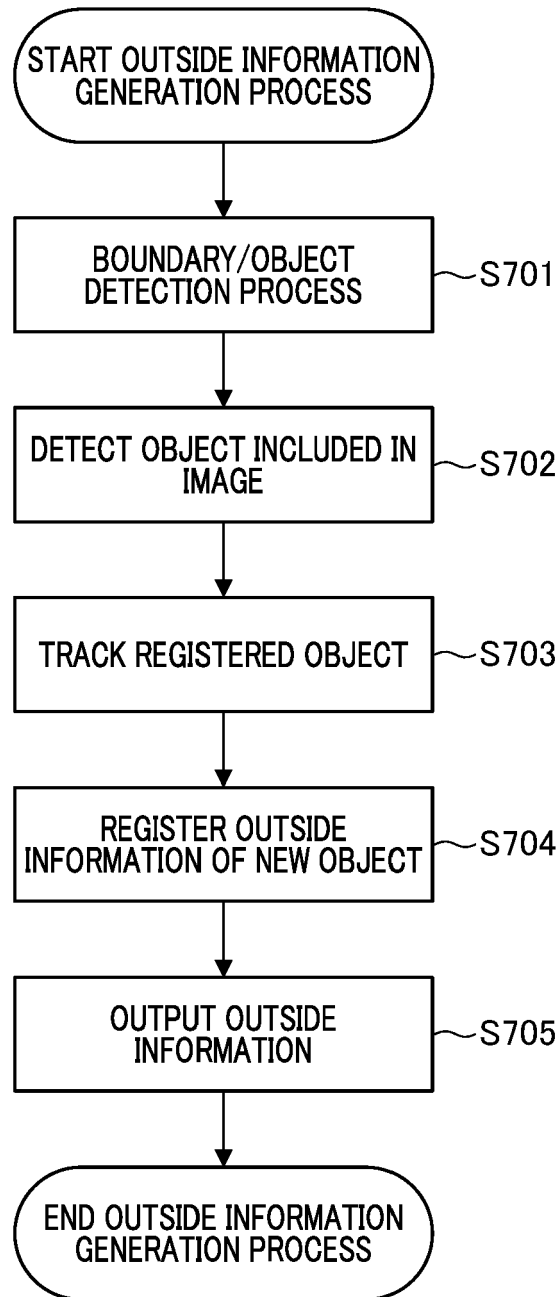 START OUTSIDE INFORMATION
GENERATION PROCESS
BOUNDARY/OBJECT
DETECTION PROCESS
S701
DETECT OBJECT INCLUDED IN
IMAGE
S702
TRACK REGISTERED OBJECT
S703
REGISTER OUTSIDE
INFORMATION OF NEW OBJECT
S704
OUTPUT OUTSIDE
INFORMATION
S705
END OUTSIDE INFORMATION
GENERATION PROCESS